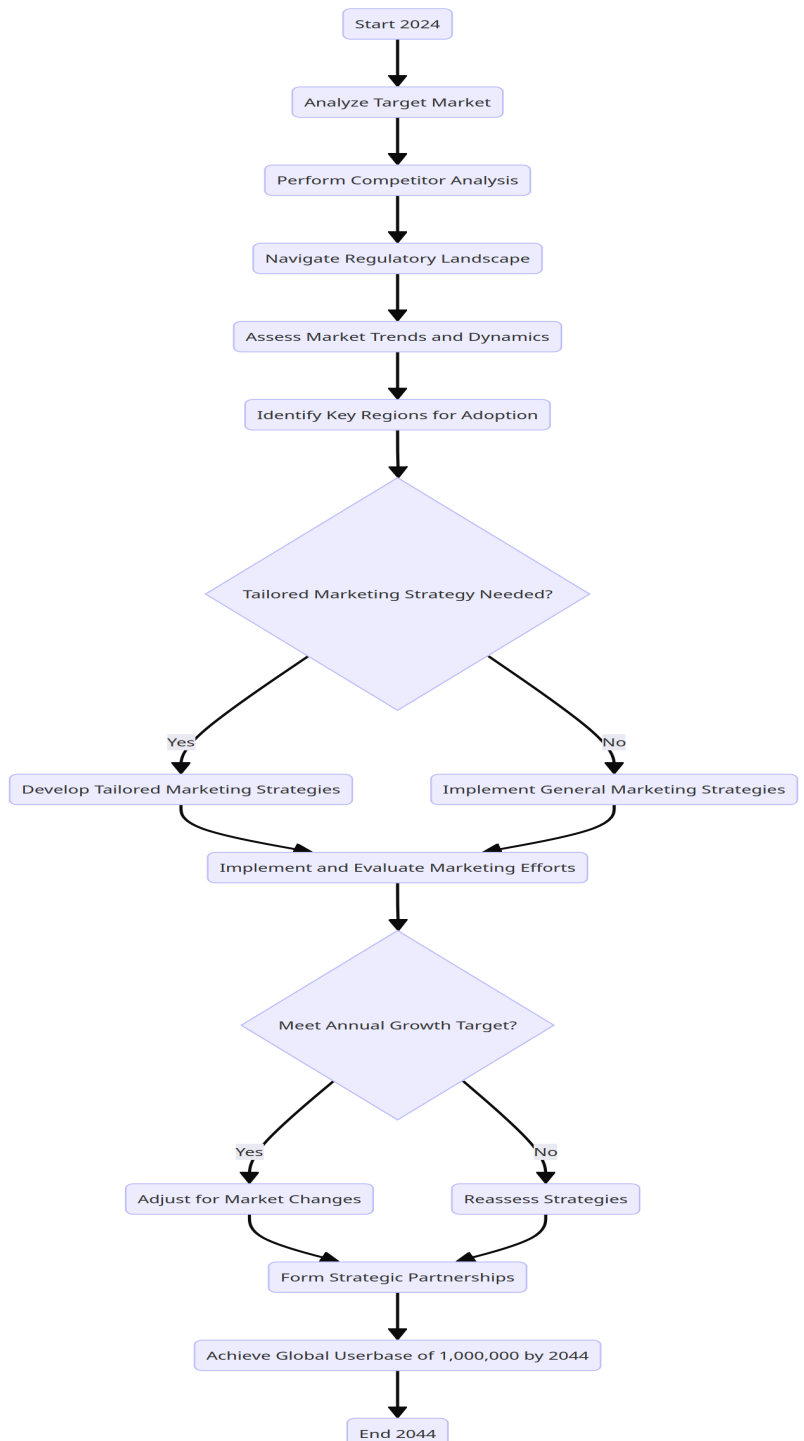 Start 2024
Analyze Target Market
Perform Competitor Analysis
Navigate Regulatory Landscape
Assess Market Trends and Dynamics
Identify Key Regions for Adoption
Tailored Marketing Strategy Needed?
Yes
No
Develop Tailored Marketing Strategies
Implement General Marketing Strategies
Implement and Evaluate Marketing Efforts
Meet Annual Growth Target?
Yes
No
Adjust for Market Changes
Reassess Strategies
Form Strategic Partnerships
Achieve Global Userbase of 1,000,000 by 2044
End 2044